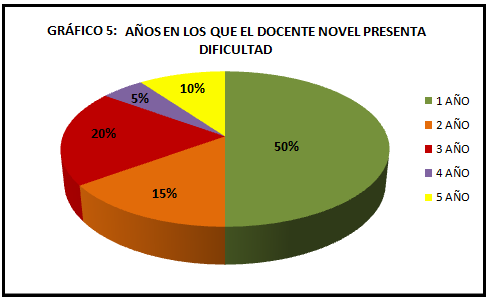 GRÁFICO 5: AÑOS EN LOS QUE EL DOCENTE NOVEL PRESENTA
DIFICULTAD
10%
5%
20%
50%
15%
1 AÑO
2 AÑO
3 AÑO
4 AÑO
5 AÑO